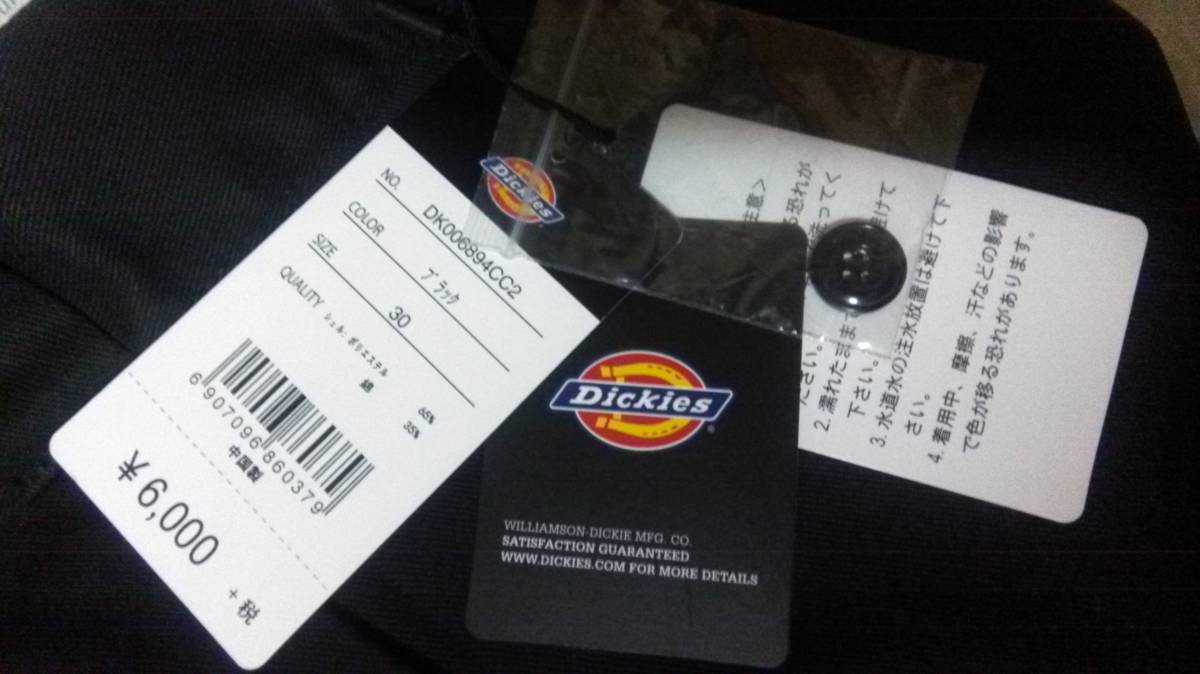 NO.
DK006894CC2
COLOR
ブラック
SIZE
30
QUALITY シェル: ポリエステル 65%
綿 35%
6907096860379
中国製
¥6,000
+税
Dickies
Dickies
WILLIAMSON-DICKIE MFG. CO.
SATISFACTION GUARANTEED
WWW.DICKIES.COM FOR MORE DETAILS
注意>
る恐れが
ってく
ださい。
2. 濡れたまま
避けて
下さい。
3. 水道水の注水放置は避けて下
さい。
4. 着用中、摩擦、汗などの影響
で色が移る恐れがあります。